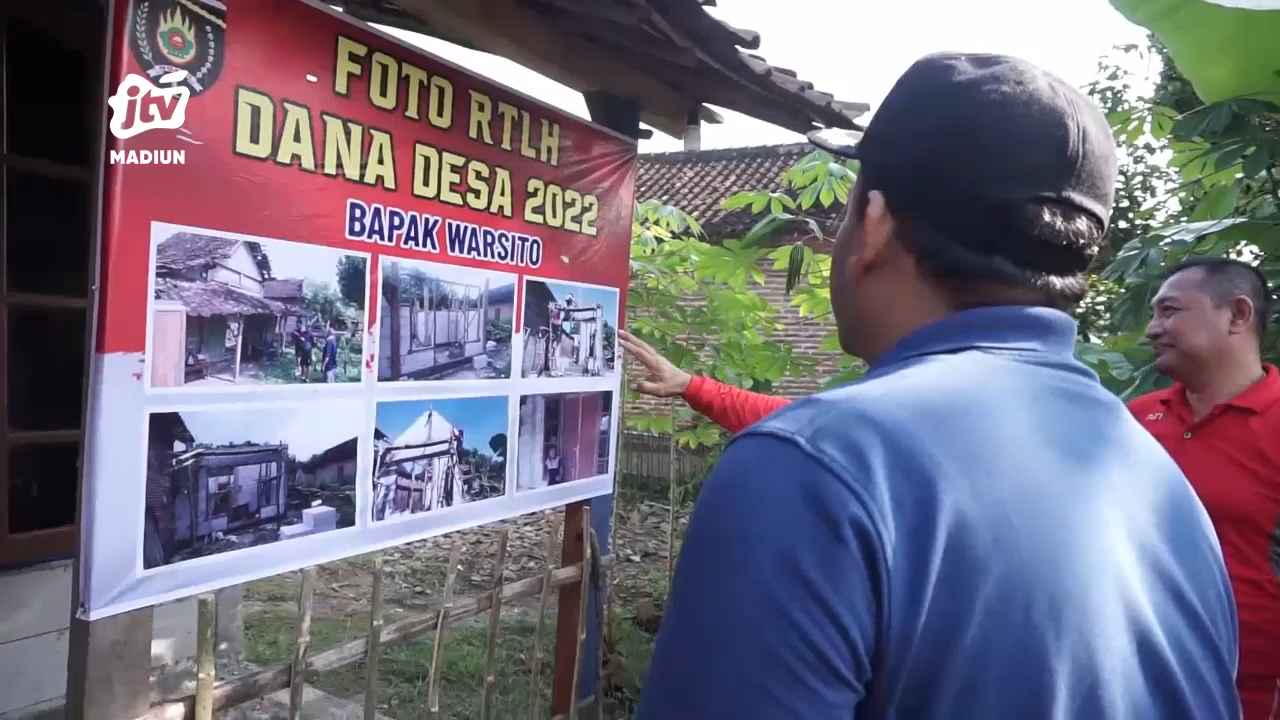 jtv
MADIUN
FOTO RTLH
DANA DESA 2022
BAPAK WARSITO